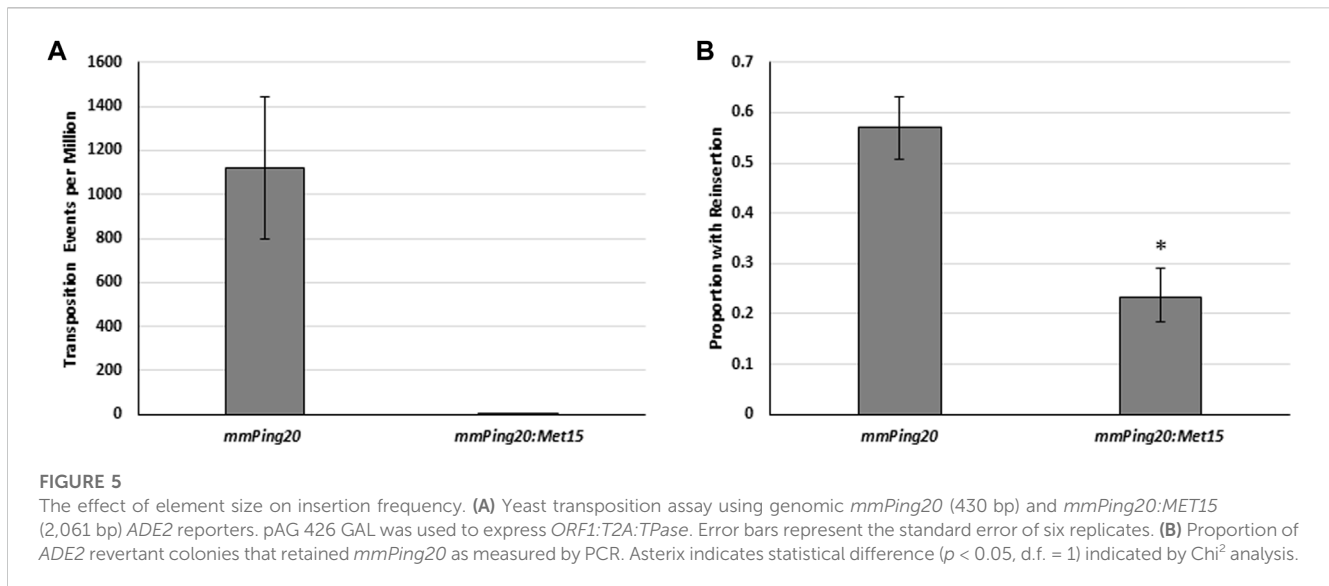 A
Transposition Events per Million
1600
1400
1200
1000
800
600
400
200
0
mmPing20
mmPing20:Met15
B
Proportion with Reinsertion
0.7
0.6
0.5
0.4
0.3
0.2
0.1
0
*
mmPing20
mmPing20:Met15
FIGURE 5
The effect of element size on insertion frequency. (A) Yeast transposition assay using genomic mmPing20 (430 bp) and mmPing20:MET15
(2,061 bp) ADE2 reporters. pAG 426 GAL was used to express ORF1:T2A:TPase. Error bars represent the standard error of six replicates. (B) Proportion of
ADE2 revertant colonies that retained mmPing20 as measured by PCR. Asterix indicates statistical difference (p < 0.05, d.f. = 1) indicated by Chi² analysis.